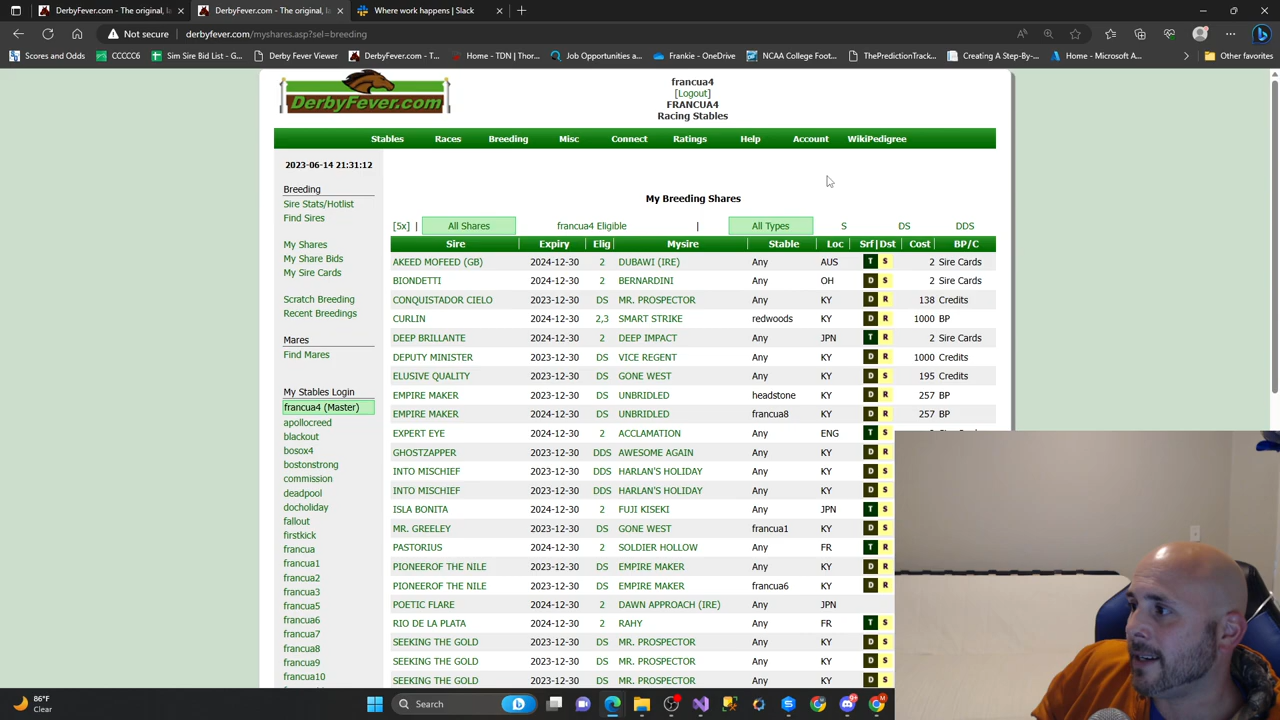 DerbyFever.com - The original, l
DerbyFever.com - The original, l
Where work happens | Slack
Not secure
derbyfever.com/myshares.asp?sel=breeding
Scores and Odds
CCCCC6
Sim Sire Bid List - G...
Derby Fever Viewer
DerbyFever.com - T...
Home - TDN | Thor...
Job Opportunities a...
Frankie - OneDrive
NCAA College Foot...
ThePredictionTrack...
Creating A Step-By-...
Home - Microsoft A...
Other favorites
DerbyFever.com
francua4
[Logout]
FRANCUA4
Racing Stables
Stables Races Breeding Misc Connect Ratings Help Account WikiPedigree
2023-06-14 21:31:12
Breeding
Sire Stats/Hotlist
Find Sires
My Shares
My Share Bids
My Sire Cards
Scratch Breeding
Recent Breedings
Mares
Find Mares
My Stables Login
francua4 (Master)
apollocreed
blackout
bosox4
bostonstrong
commission
deadpool
docholiday
fallout
firstkick
francua
francua1
francua2
francua3
francua5
francua6
francua7
francua8
francua9
francua10
My Breeding Shares
[5x] | All Shares francua4 Eligible | All Types S DS DDS
Sire Expiry Elig Mysire Stable Loc Srf|Dst Cost BP/C
AKEED MOFEED (GB) 2024-12-30 2 DUBAWI (IRE) Any AUS T S 2 Sire Cards
BIONDETTI 2024-12-30 2 BERNARDINI Any OH D S 2 Sire Cards
CONQUISTADOR CIELO 2023-12-30 DS MR. PROSPECTOR Any KY D R 138 Credits
CURLIN 2024-12-30 2,3 SMART STRIKE redwoods KY D R 1000 BP
DEEP BRILLANTE 2024-12-30 2 DEEP IMPACT Any JPN T R 2 Sire Cards
DEPUTY MINISTER 2023-12-30 DS VICE REGENT Any KY D R 1000 Credits
ELUSIVE QUALITY 2024-12-30 DS GONE WEST Any KY D S 195 Credits
EMPIRE MAKER 2023-12-30 DS UNBRIDLED headstone KY D R 257 BP
EMPIRE MAKER 2024-12-30 DS UNBRIDLED francua8 KY D R 257 BP
EXPERT EYE 2024-12-30 2 ACCLAMATION Any ENG T S
GHOSTZAPPER 2023-12-30 DDS AWESOME AGAIN Any KY D R
INTO MISCHIEF 2023-12-30 DDS HARLAN'S HOLIDAY Any KY D S
INTO MISCHIEF 2023-12-30 DDS HARLAN'S HOLIDAY Any KY D S
ISLA BONITA 2024-12-30 2 FUJI KISEKI Any JPN T S
MR. GREELEY 2023-12-30 DS GONE WEST francua1 KY D S
PASTORIUS 2024-12-30 2 SOLDIER HOLLOW Any FR T R
PIONEEROF THE NILE 2023-12-30 DS EMPIRE MAKER Any KY D R
PIONEEROF THE NILE 2023-12-30 DS EMPIRE MAKER francua6 KY D R
POETIC FLARE 2024-12-30 2 DAWN APPROACH (IRE) Any JPN
RIO DE LA PLATA 2024-12-30 2 RAHY Any FR T S
SEEKING THE GOLD 2023-12-30 DS MR. PROSPECTOR Any KY D S
SEEKING THE GOLD 2023-12-30 DS MR. PROSPECTOR Any KY D S
SEEKING THE GOLD 2023-12-30 DS MR. PROSPECTOR Any KY D S
86°F
Clear
Search